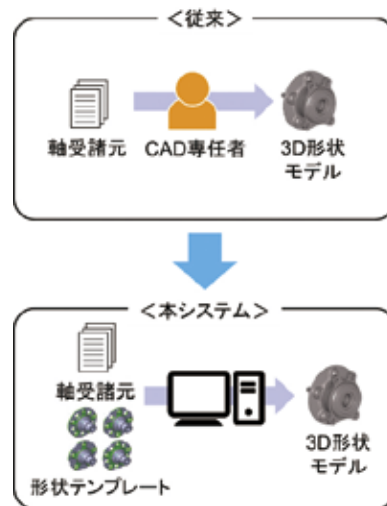 ＜従来＞
軸受諸元
CAD専任者
3D形状
モデル
＜本システム＞
軸受諸元
形状テンプレート
3D形状
モデル